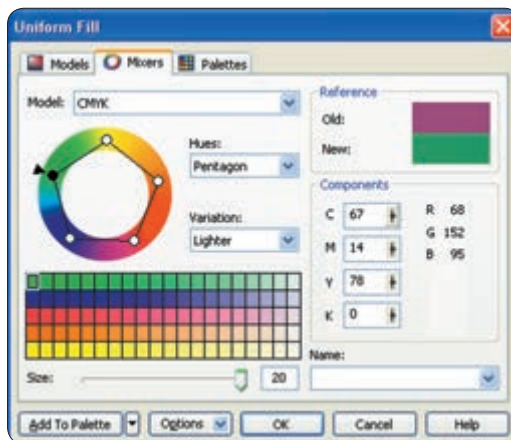 Uniform Fill
Models Mixers Palettes
Model: CMYK
Hues:
Pentagon
Variation:
Lighter
Size: 20
Reference
Old:
New:
Components
C 67 R 68
M 14 G 152
Y 78 B 95
K 0
Name:
Add To Palette Options OK Cancel Help